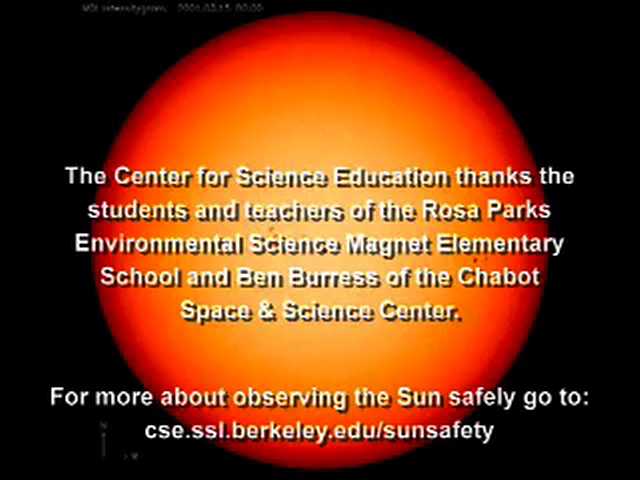 The Center for Science Education thanks the
students and teachers of the Rosa Parks
Environmental Science Magnet Elementary
School and Ben Burress of the Chabot
Space & Science Center.
For more about observing the Sun safely go to:
cse.ssl.berkeley.edu/sunsafety
N